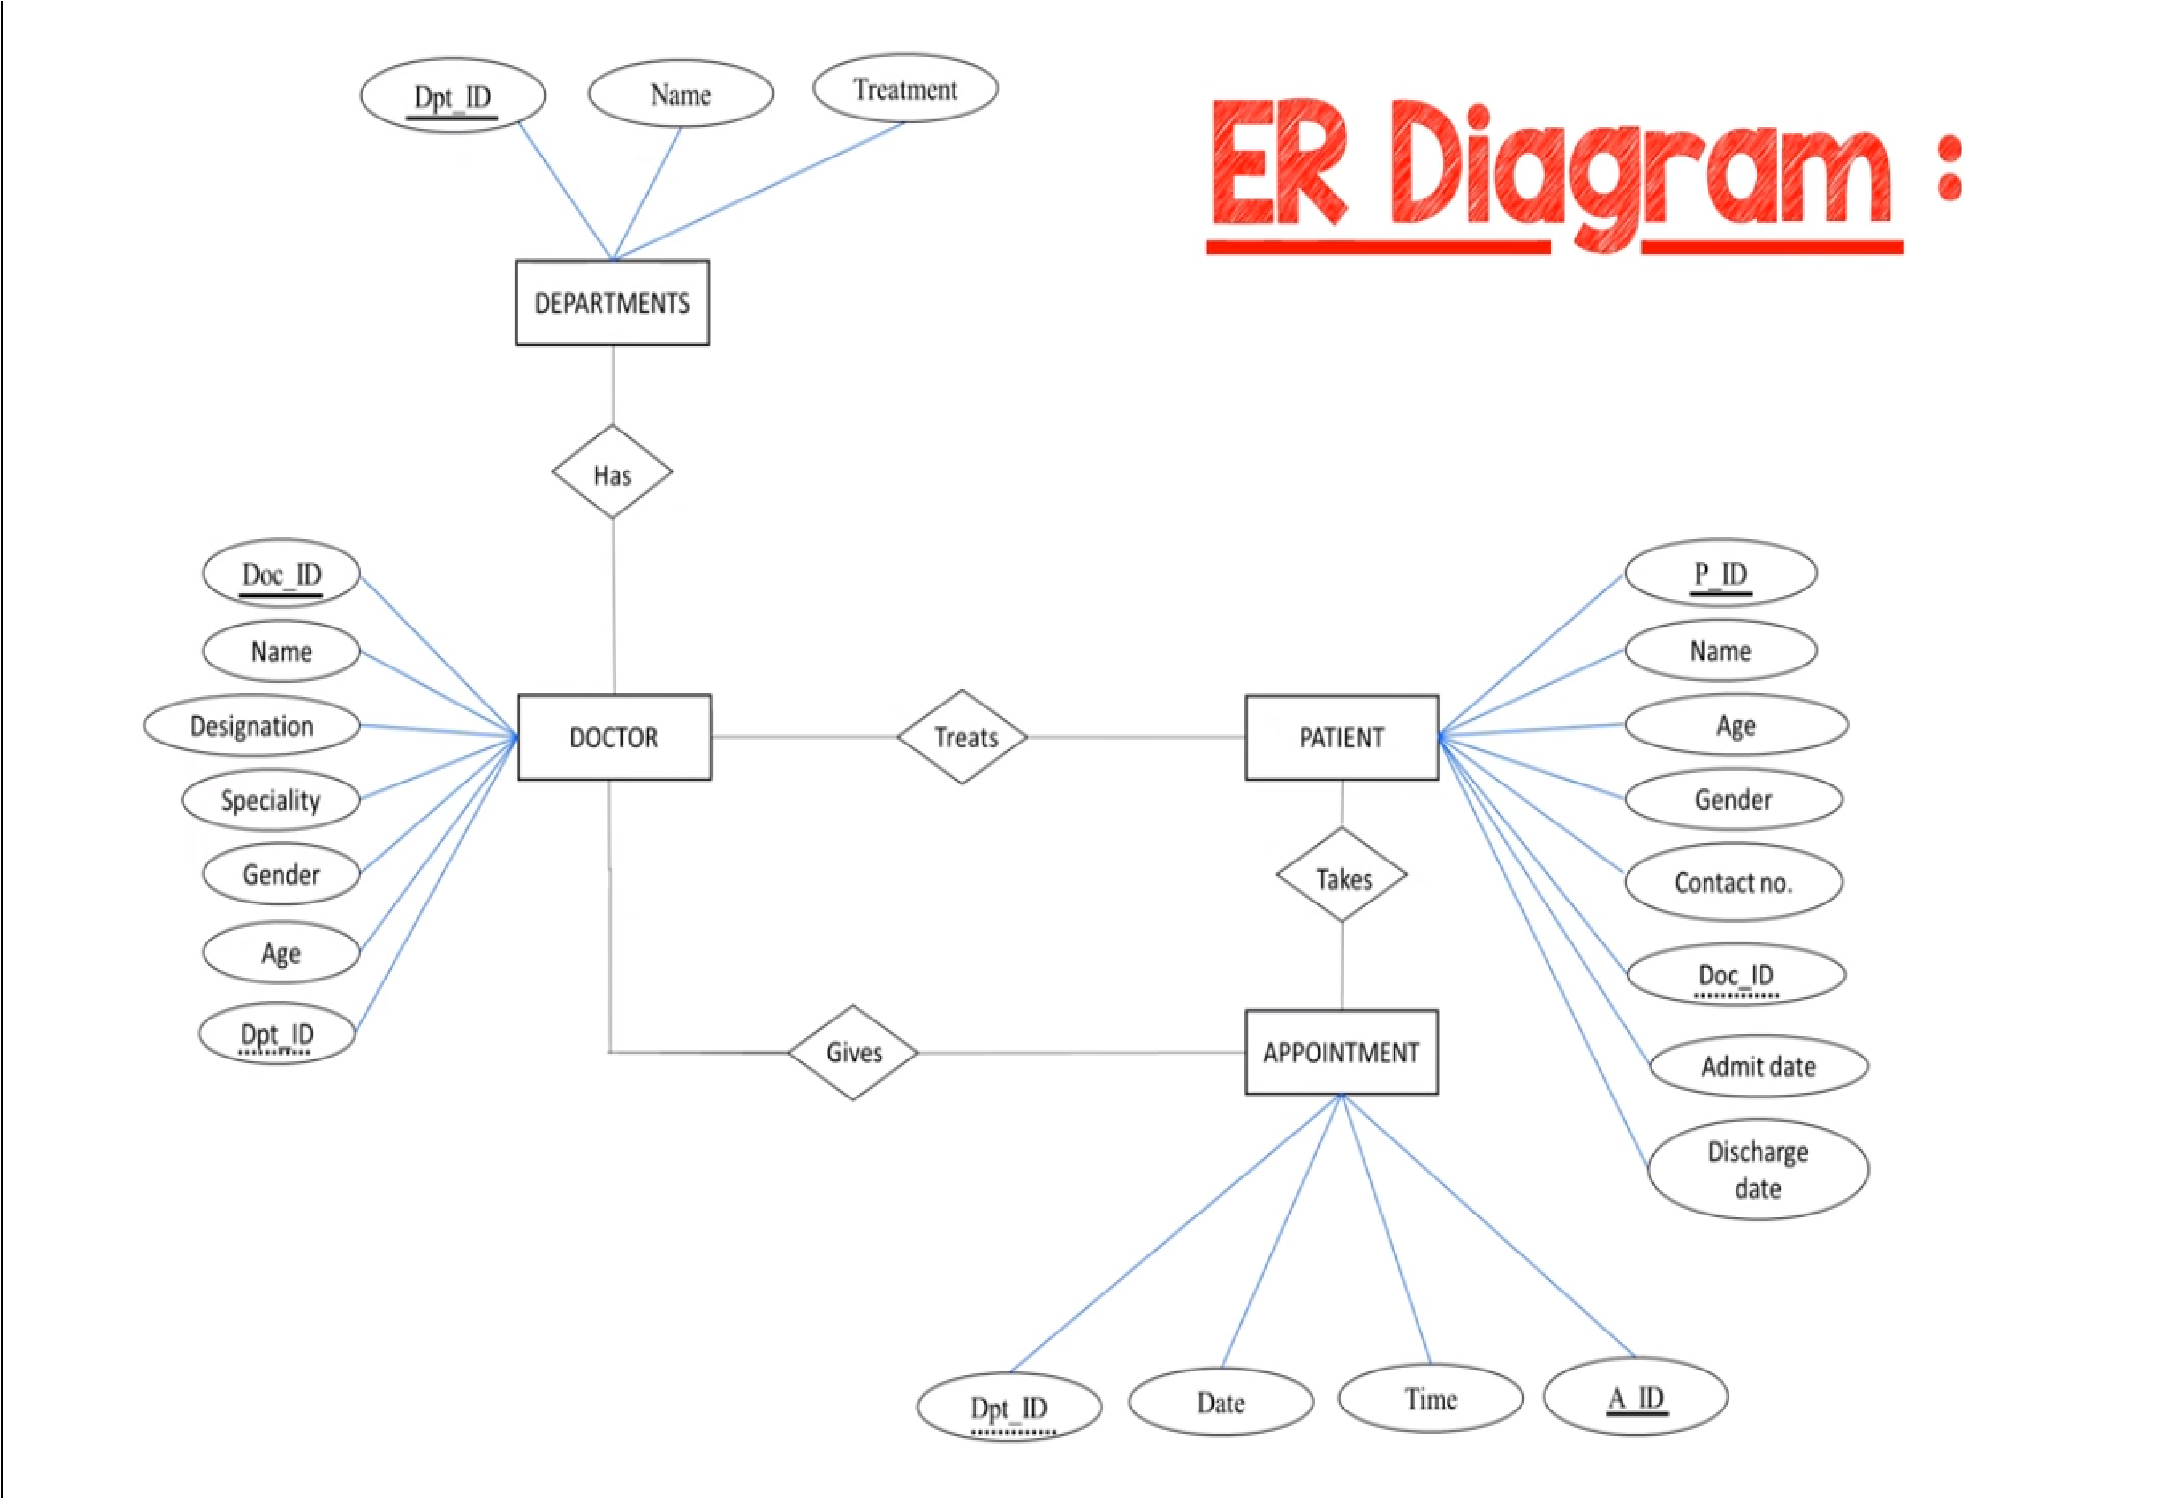 Dpt_ID
Name
Treatment
ER Diagram :
DEPARTMENTS
Has
Doc_ID
Name
Designation
Speciality
Gender
Age
Dpt_ID
DOCTOR
Treats
PATIENT
P_ID
Name
Age
Gender
Contact no.
Doc_ID
Admit date
Discharge
date
Takes
Gives
APPOINTMENT
Dpt_ID
Date
Time
A_ID